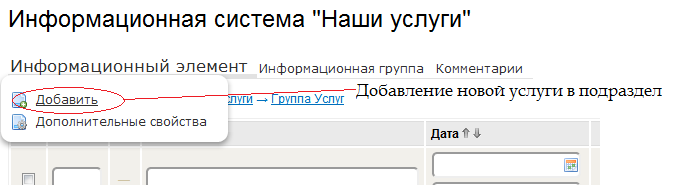 Информационная система "Наши услуги"
Информационный элемент Информационная группа Комментарии
Добавить
слуги → Группа Услуг Добавление новой услуги в подраздел
Дополнительные свойства
Дата ⇑ ⇓